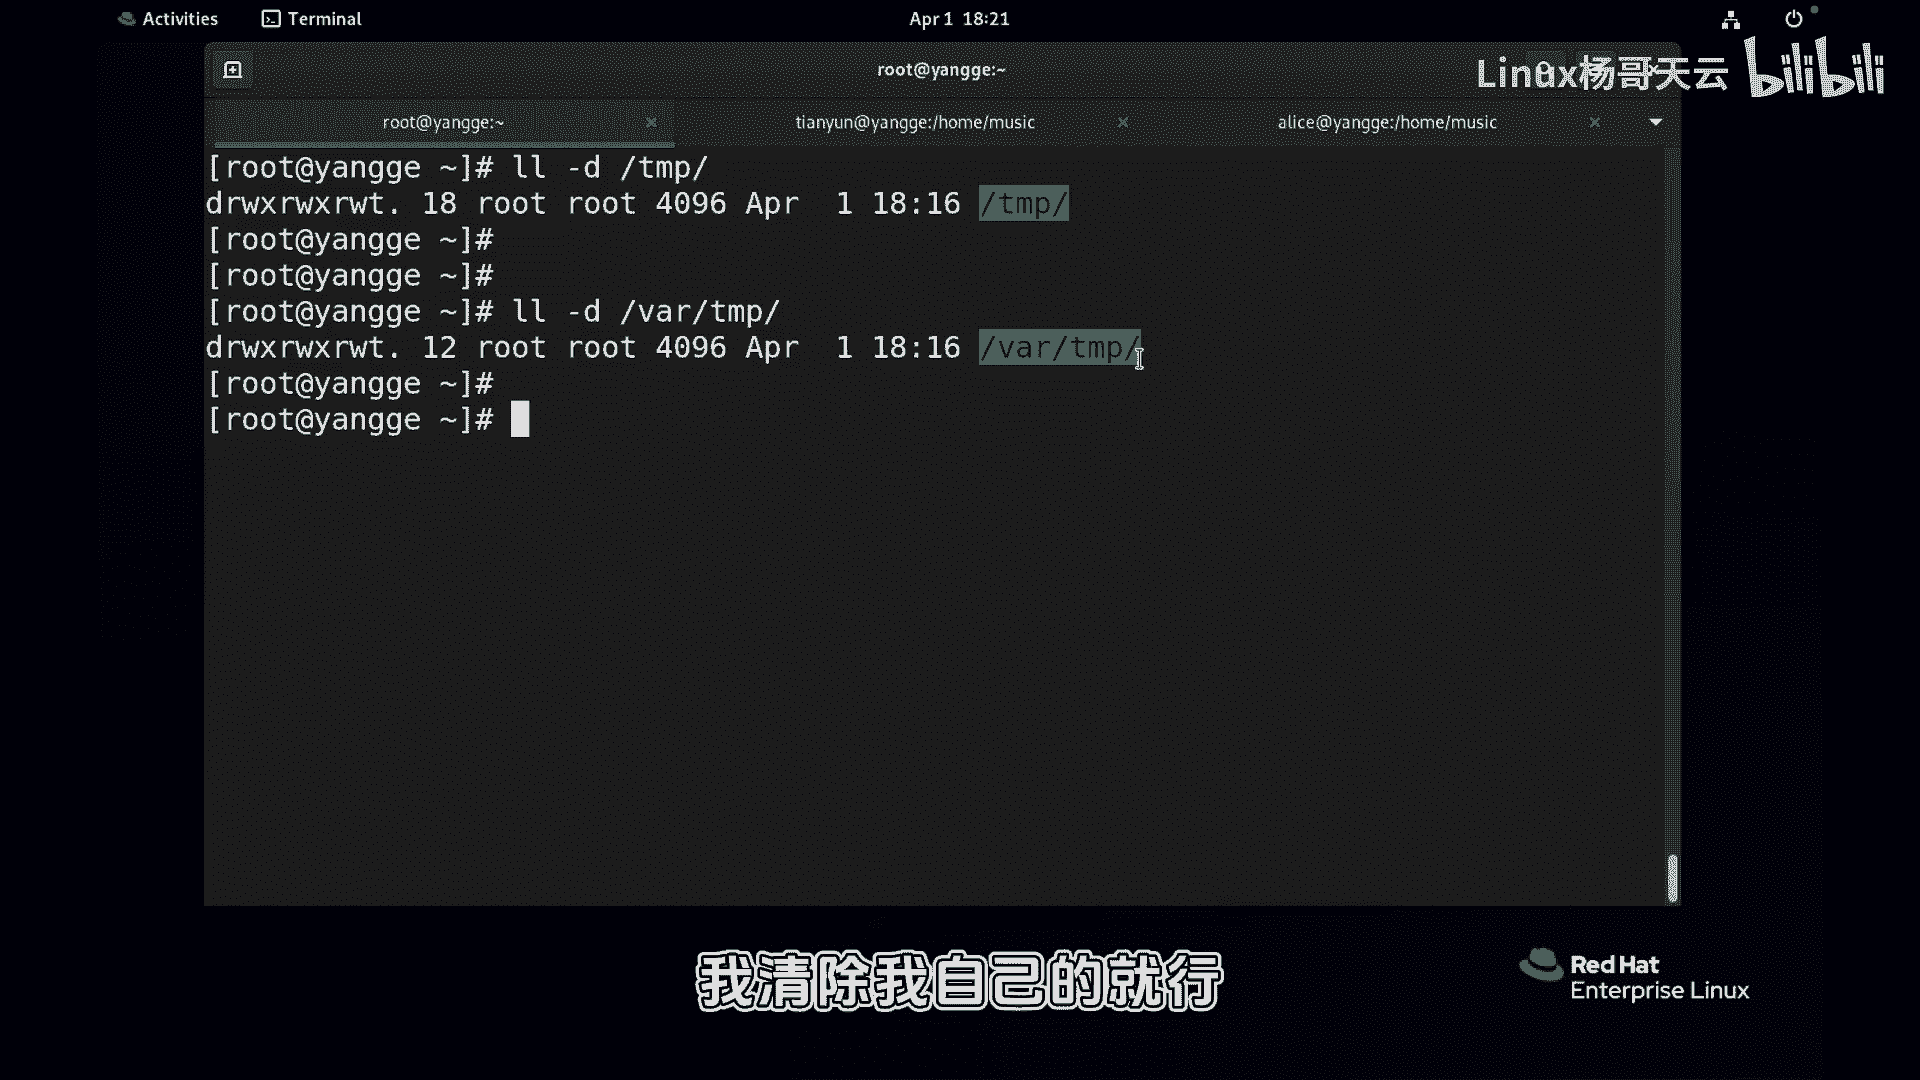 Activities Terminal Apr 1 18:21
root@yangge:~
Linux杨哥天云 bilibili
root@yangge:~ tianyun@yangge:/home/music alice@yangge:/home/music
[root@yangge ~]# ll -d /tmp/
drwxrwxrwt. 18 root root 4096 Apr  1 18:16 /tmp/
[root@yangge ~]#
[root@yangge ~]#
[root@yangge ~]# ll -d /var/tmp/
drwxrwxrwt. 12 root root 4096 Apr  1 18:16 /var/tmp/
[root@yangge ~]#
[root@yangge ~]#
我清除我自己的就行
Red Hat
Enterprise Linux